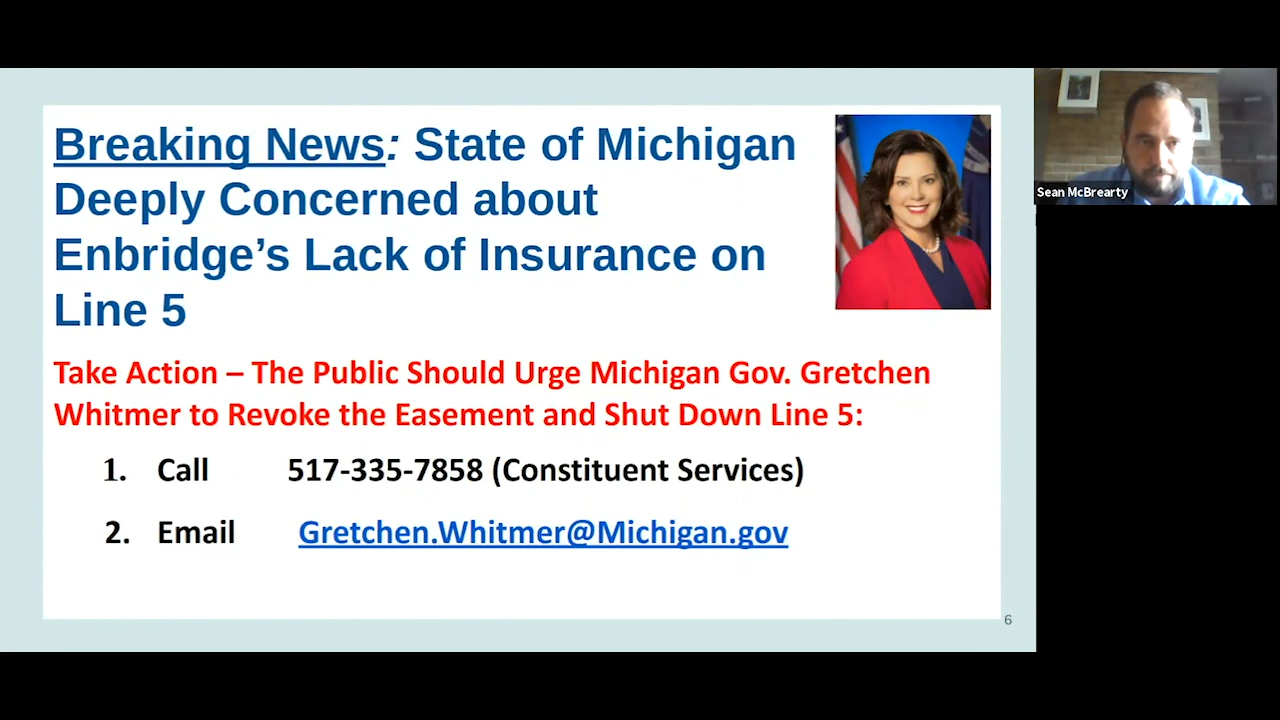 Breaking News: State of Michigan
Deeply Concerned about
Enbridge’s Lack of Insurance on
Line 5
Take Action – The Public Should Urge Michigan Gov. Gretchen
Whitmer to Revoke the Easement and Shut Down Line 5:
1. Call 517-335-7858 (Constituent Services)
2. Email Gretchen.Whitmer@Michigan.gov
6
Sean McBrearty